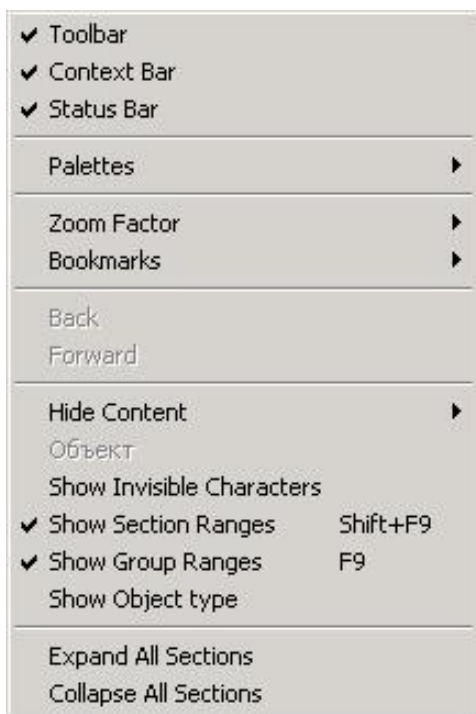 Toolbar
Context Bar
Status Bar
Palettes
Zoom Factor
Bookmarks
Back
Forward
Hide Content
Объект
Show Invisible Characters
Show Section Ranges Shift+F9
Show Group Ranges F9
Show Object type
Expand All Sections
Collapse All Sections